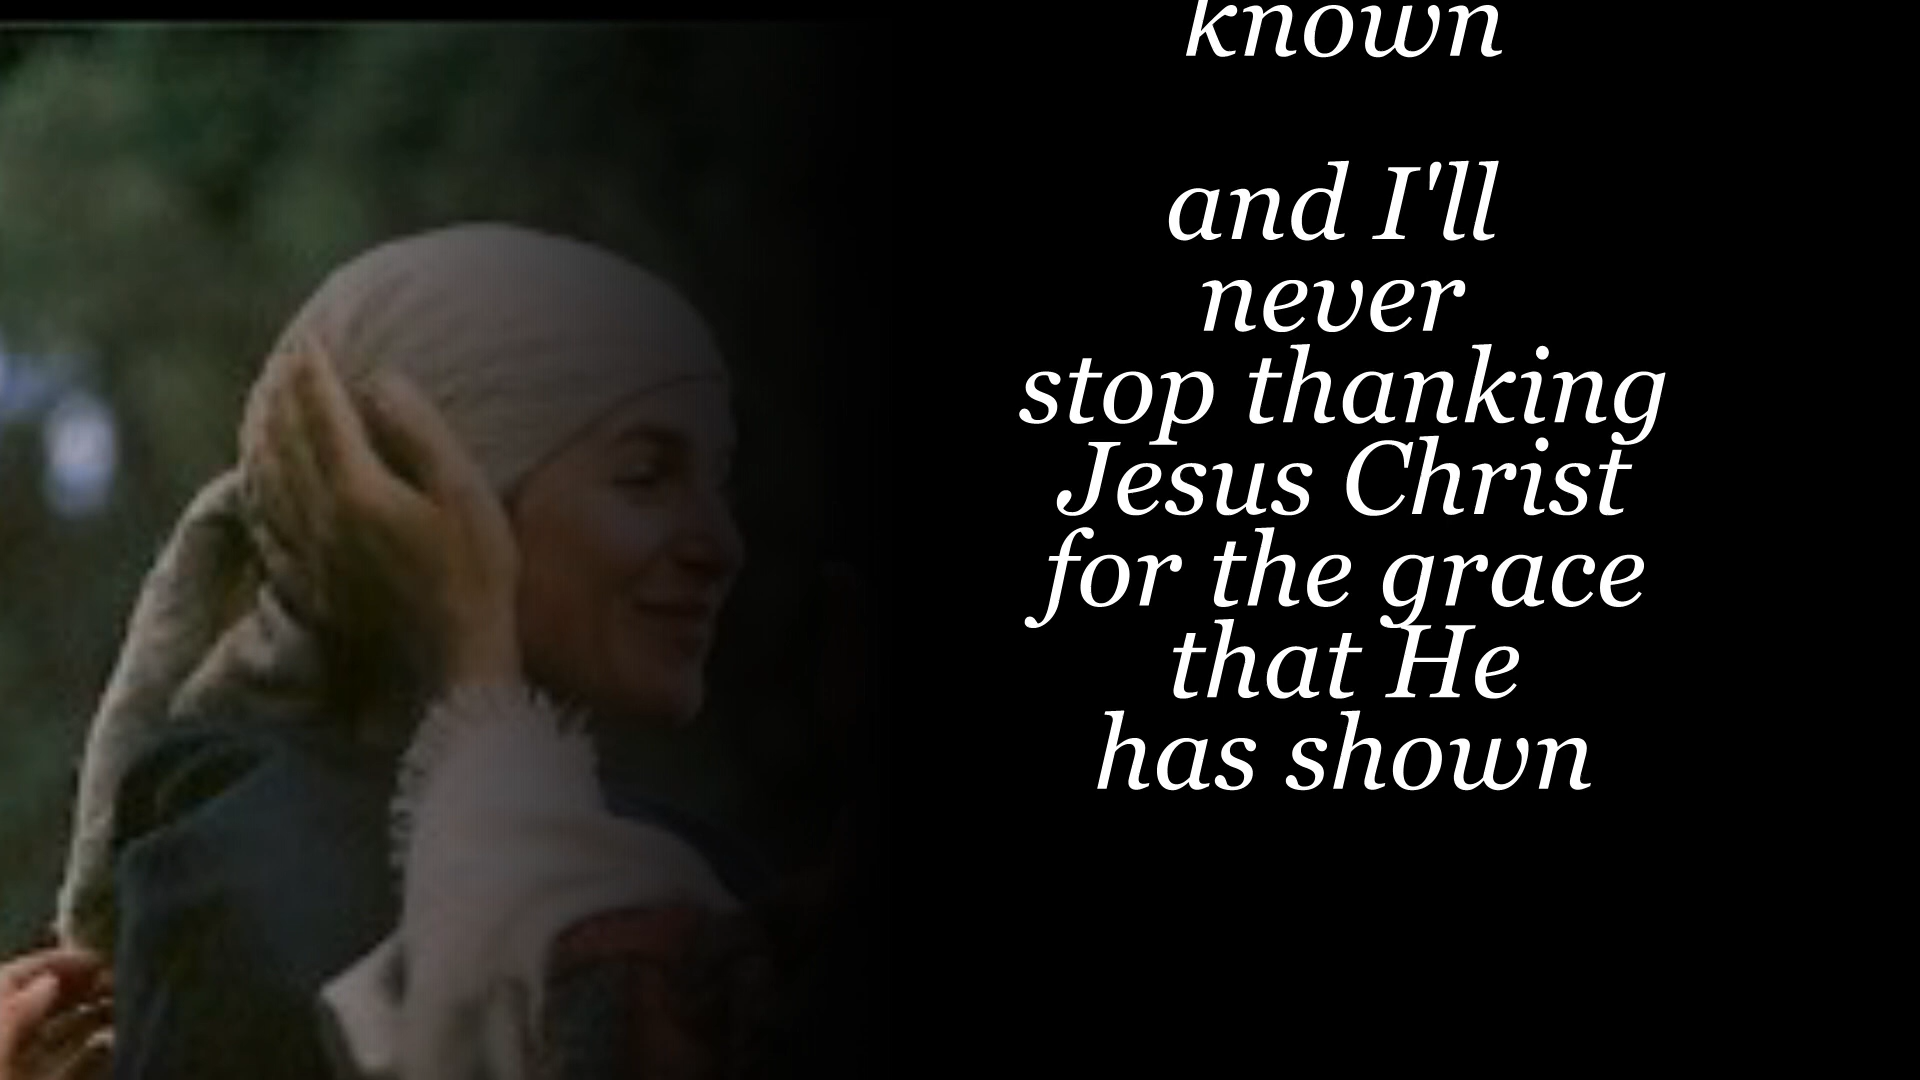 known
and I'll
never
stop thanking
Jesus Christ
for the grace
that He
has shown